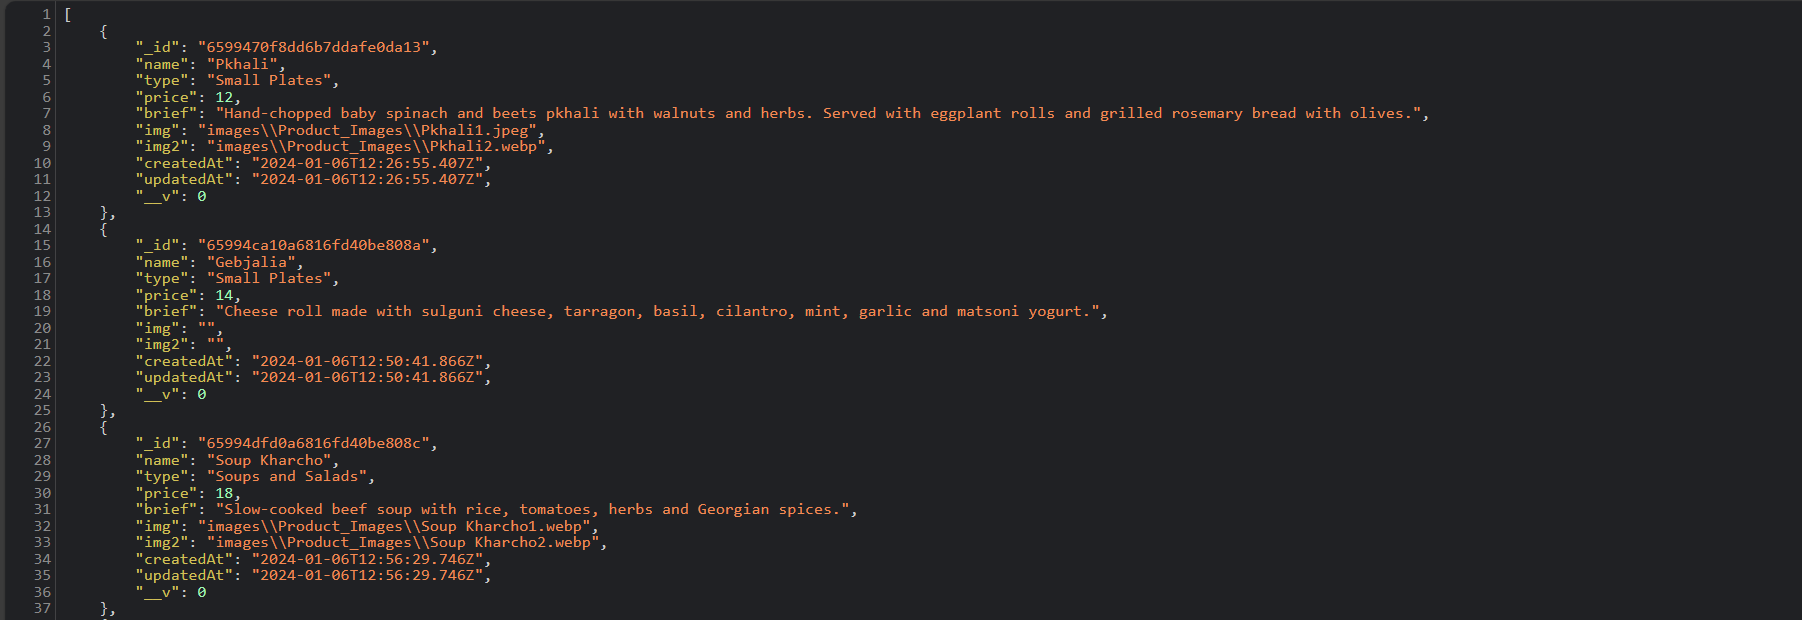 1 [
2 {
3 "_id": "6599470f8dd6b7ddafe0da13",
4 "name": "Pkhali",
5 "type": "Small Plates",
6 "price": 12,
7 "brief": "Hand-chopped baby spinach and beets pkhali with walnuts and herbs. Served with eggplant rolls and grilled rosemary bread with olives.",
8 "img": "images\\Product_Images\\Pkhali1.jpeg",
9 "img2": "images\\Product_Images\\Pkhali2.webp",
10 "createdAt": "2024-01-06T12:26:55.407Z",
11 "updatedAt": "2024-01-06T12:26:55.407Z",
12 "__v": 0
13 },
14 {
15 "_id": "65994ca10a6816fd40be808a",
16 "name": "Gebjalia",
17 "type": "Small Plates",
18 "price": 14,
19 "brief": "Cheese roll made with sulguni cheese, tarragon, basil, cilantro, mint, garlic and matsoni yogurt.",
20 "img": "",
21 "img2": "",
22 "createdAt": "2024-01-06T12:50:41.866Z",
23 "updatedAt": "2024-01-06T12:50:41.866Z",
24 "__v": 0
25 },
26 {
27 "_id": "65994dfd0a6816fd40be808c",
28 "name": "Soup Kharcho",
29 "type": "Soups and Salads",
30 "price": 18,
31 "brief": "Slow-cooked beef soup with rice, tomatoes, herbs and Georgian spices.",
32 "img": "images\\Product_Images\\Soup Kharcho1.webp",
33 "img2": "images\\Product_Images\\Soup Kharcho2.webp",
34 "createdAt": "2024-01-06T12:56:29.746Z",
35 "updatedAt": "2024-01-06T12:56:29.746Z",
36 "__v": 0
37 },